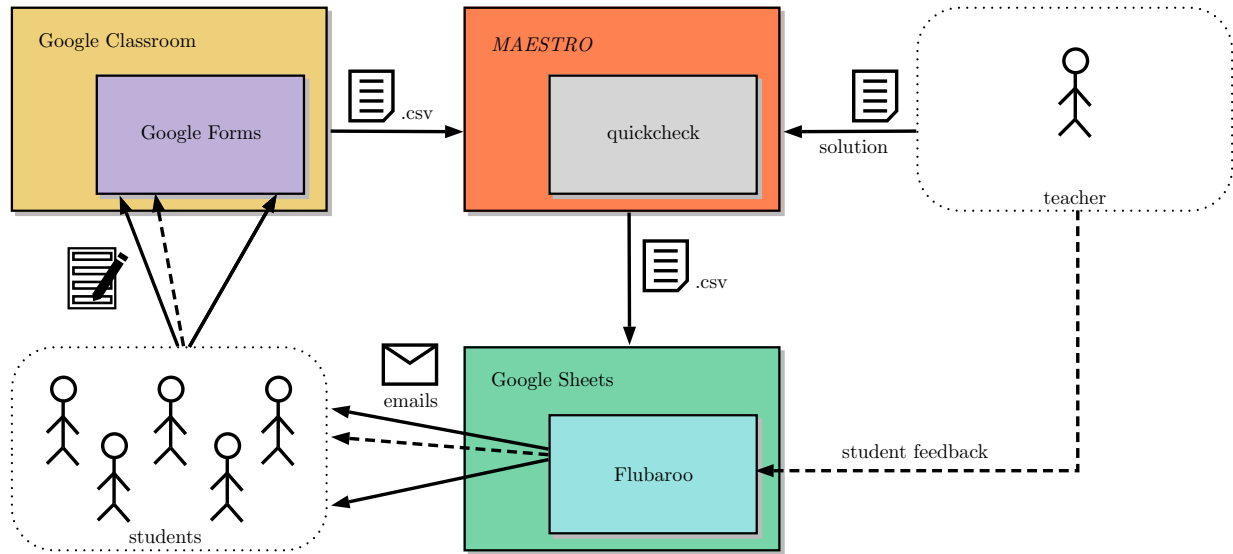 Google Classroom
Google Forms
.csv
MAESTRO
quickcheck
solution
teacher
.csv
students
emails
Google Sheets
Flubaroo
student feedback